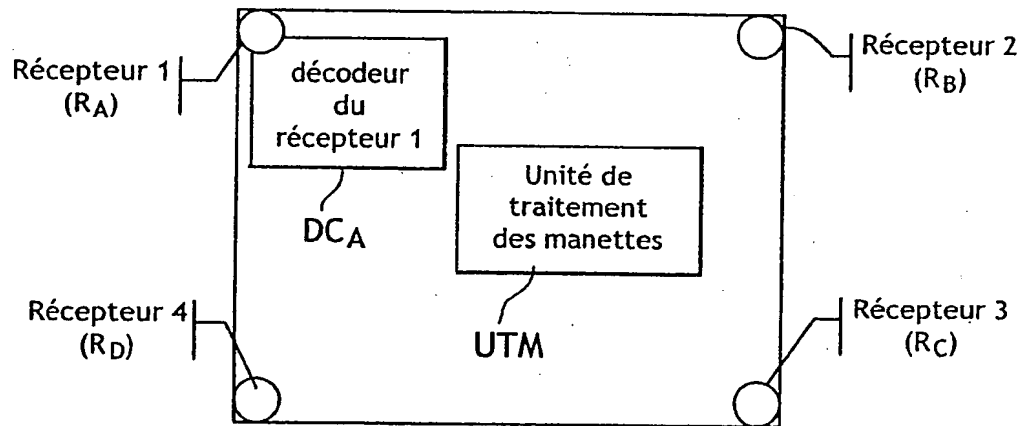 Récepteur 1
(RA)
décodeur
du
récepteur 1
DCA
Récepteur 2
(RB)
Unité de
traitement
des manettes
UTM
Récepteur 4
(RD)
Récepteur 3
(RC)